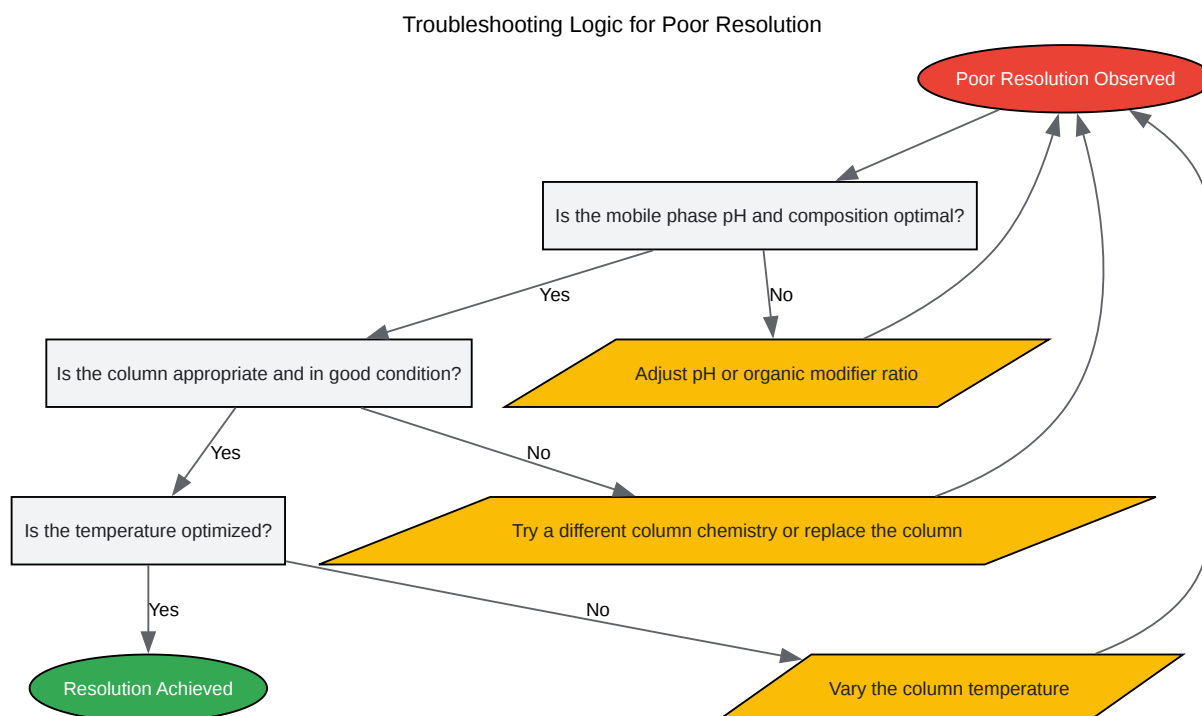 Troubleshooting Logic for Poor Resolution
Poor Resolution Observed
Is the mobile phase pH and composition optimal?
Yes
No
Is the column appropriate and in good condition?
Adjust pH or organic modifier ratio
Yes
No
Is the temperature optimized?
Try a different column chemistry or replace the column
Yes
No
Resolution Achieved
Vary the column temperature